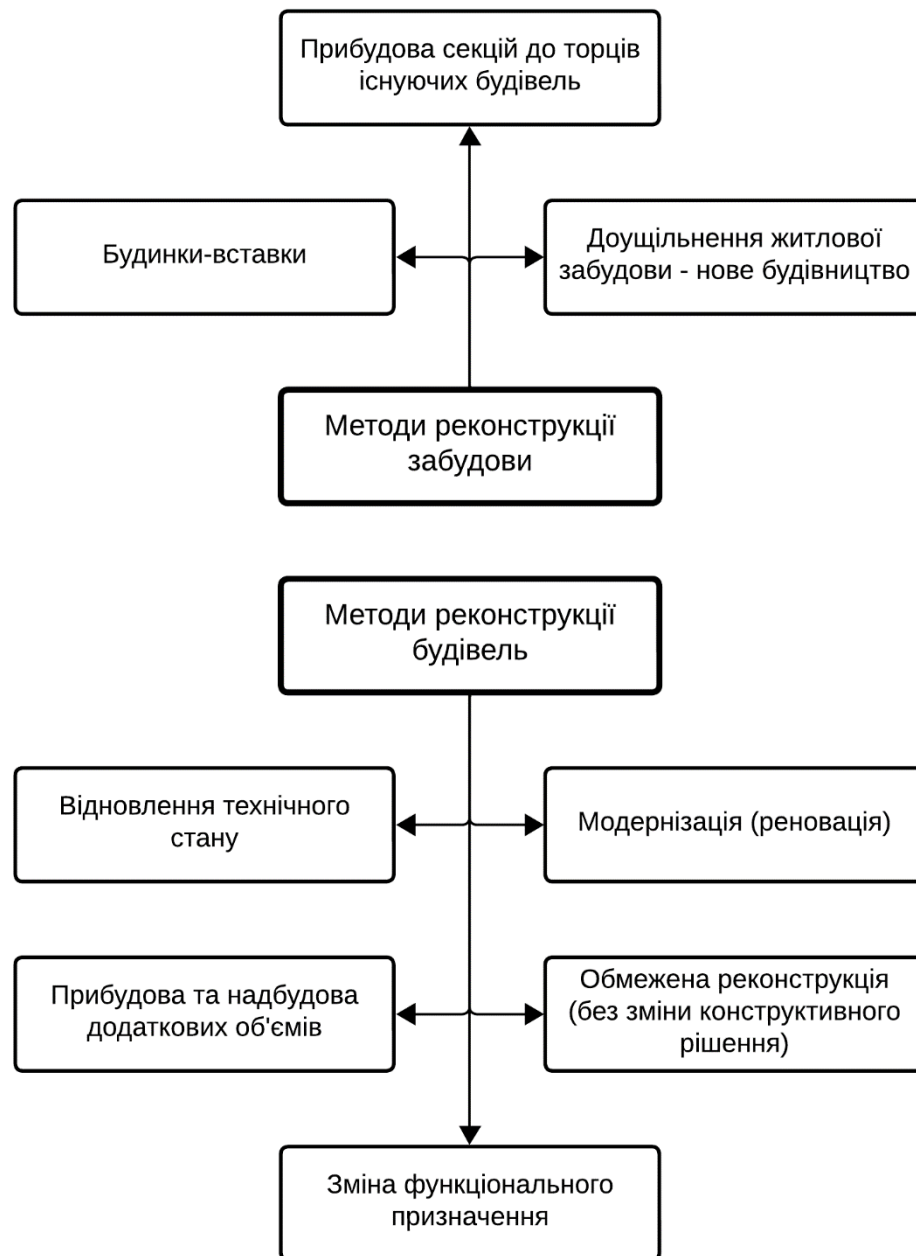 Прибудова секцій до торців
існуючих будівель
Будинки-вставки
Доущільнення житлової
забудови - нове будівництво
Методи реконструкції
забудови
Методи реконструкції
будівель
Відновлення технічного
стану
Модернізація (реновація)
Прибудова та надбудова
додаткових об'ємів
Обмежена реконструкція
(без зміни конструктивного
рішення)
Зміна функціонального
призначення